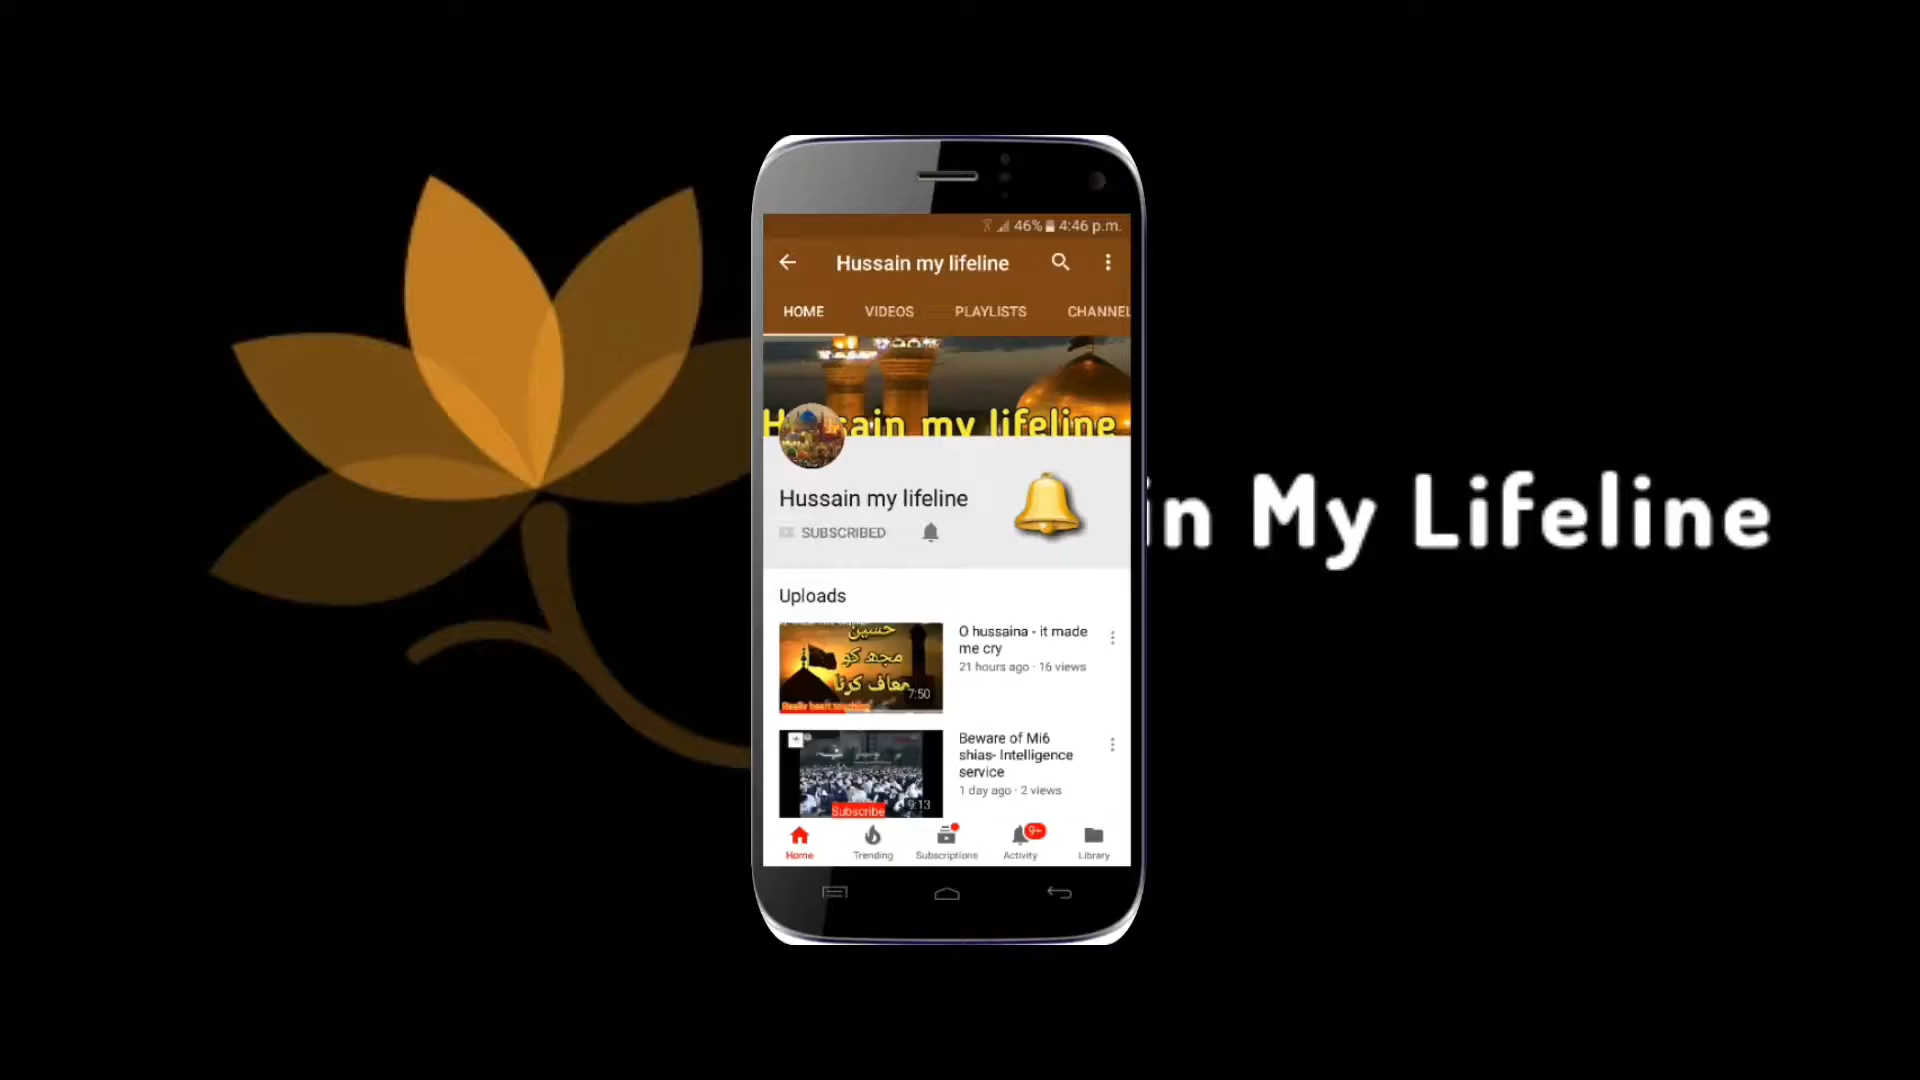 46% 4:46 p.m.
Hussain my lifeline
HOME VIDEOS PLAYLISTS CHANNEL
ain my lifeline
Hussain my lifeline
SUBSCRIBED
in My Lifeline
Uploads
حسین
مجھ کو
معاف کرنا
7:50
Really heart touching
O hussaina - it made
me cry
21 hours ago · 16 views
Beware of Mi6
shias- Intelligence
service
1 day ago · 2 views
Subscribe
9:13
9+
Home Trending Subscriptions Activity Library